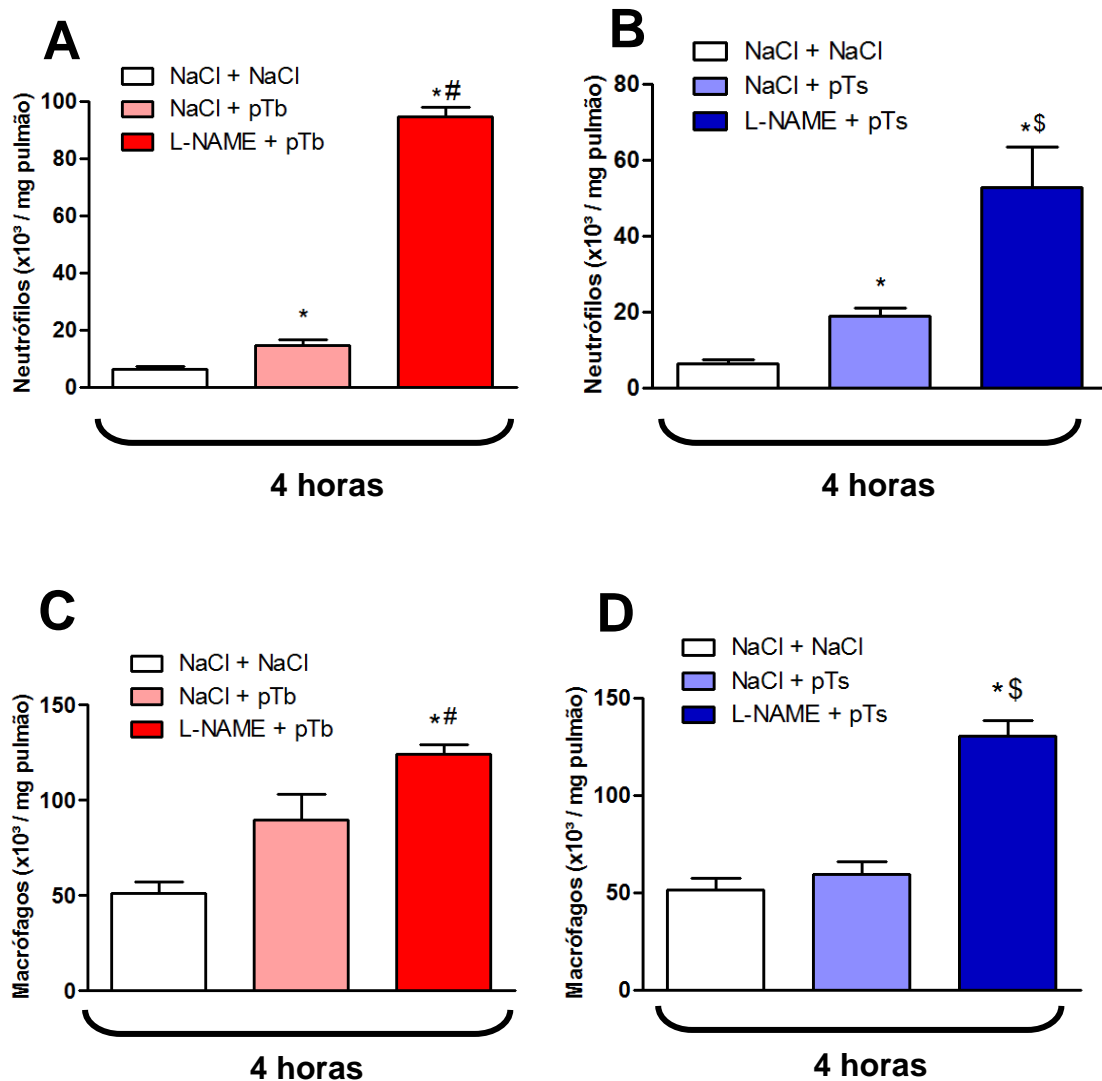 A
NaCl + NaCl
NaCl + pTb
L-NAME + pTb
Neutrófilos (x10³ / mg pulmão)
100
80
60
40
20
0
*
*#
4 horas
B
NaCl + NaCl
NaCl + pTs
L-NAME + pTs
Neutrófilos (x10³ / mg pulmão)
80
60
40
20
0
*
*$
4 horas
C
NaCl + NaCl
NaCl + pTb
L-NAME + pTb
Macrófagos (x10³ / mg pulmão)
150
100
50
0
*#
4 horas
D
NaCl + NaCl
NaCl + pTs
L-NAME + pTs
Macrófagos (x10³ / mg pulmão)
150
100
50
0
*$
4 horas